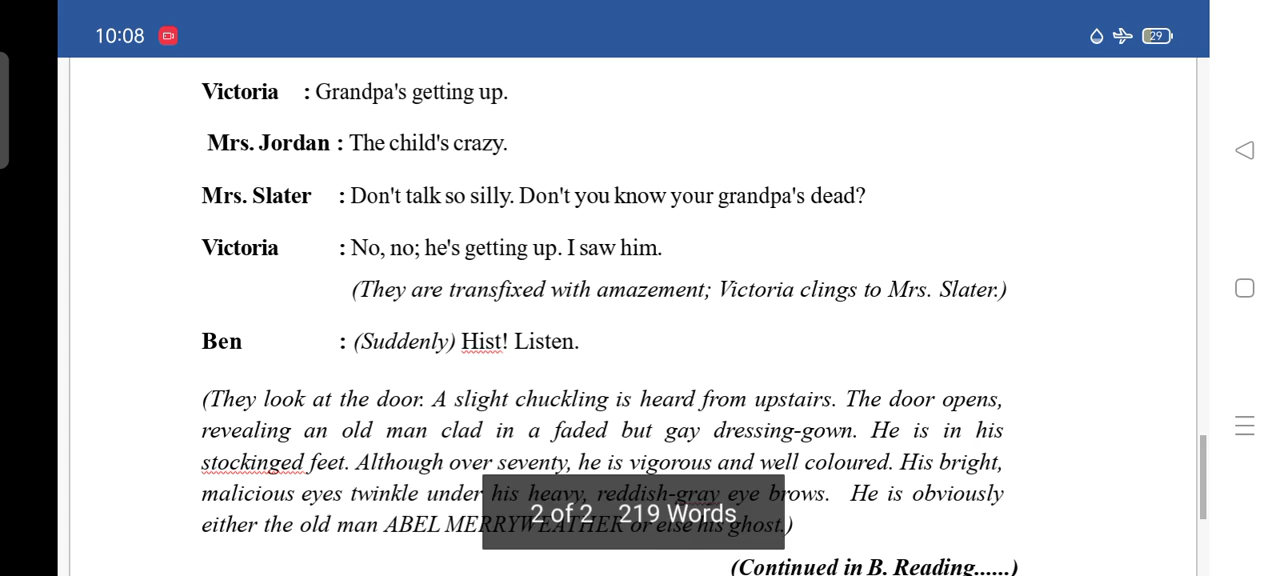 10:08
29
Victoria : Grandpa's getting up.
Mrs. Jordan : The child's crazy.
Mrs. Slater : Don't talk so silly. Don't you know your grandpa's dead?
Victoria : No, no; he's getting up. I saw him.
(They are transfixed with amazement; Victoria clings to Mrs. Slater.)
Ben : (Suddenly) Hist! Listen.
(They look at the door. A slight chuckling is heard from upstairs. The door opens,
revealing an old man clad in a faded but gay dressing-gown. He is in his
stockinged feet. Although over seventy, he is vigorous and well coloured. His bright,
malicious eyes twinkle under his heavy, reddish-gray eye brows. He is obviously
either the old man ABEL MERRYWEATHER or else his ghost.)
2 of 2 219 Words
(Continued in B. Reading......)